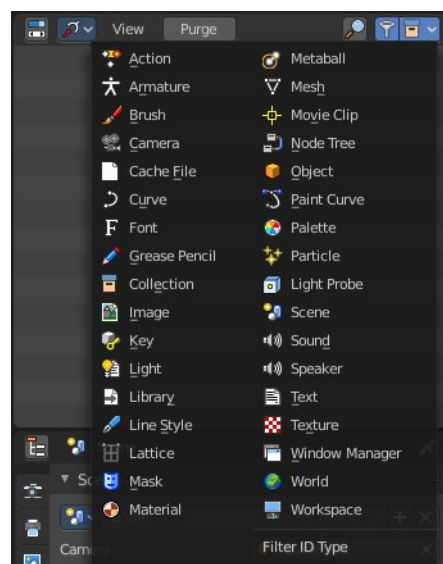 View Purge
Action
Armature
Brush
Camera
Cache File
Curve
Font
Grease Pencil
Collection
Image
Key
Light
Library
Line Style
Lattice
Mask
Material
Metaball
Mesh
Movie Clip
Node Tree
Object
Paint Curve
Palette
Particle
Light Probe
Scene
Sound
Speaker
Text
Texture
Window Manager
World
Workspace
Filter ID Type